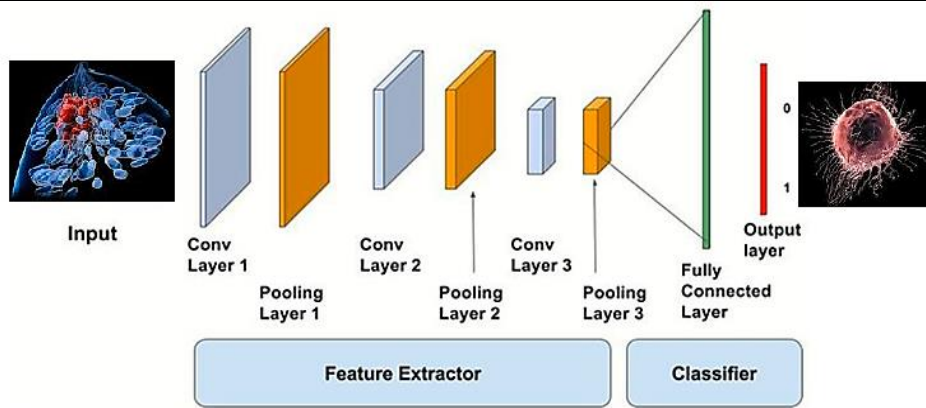 Input
Conv
Layer 1
Pooling
Layer 1
Conv
Layer 2
Pooling
Layer 2
Conv
Layer 3
Pooling
Layer 3
Fully
Connected
Layer
0
1
Output
layer
Feature Extractor
Classifier